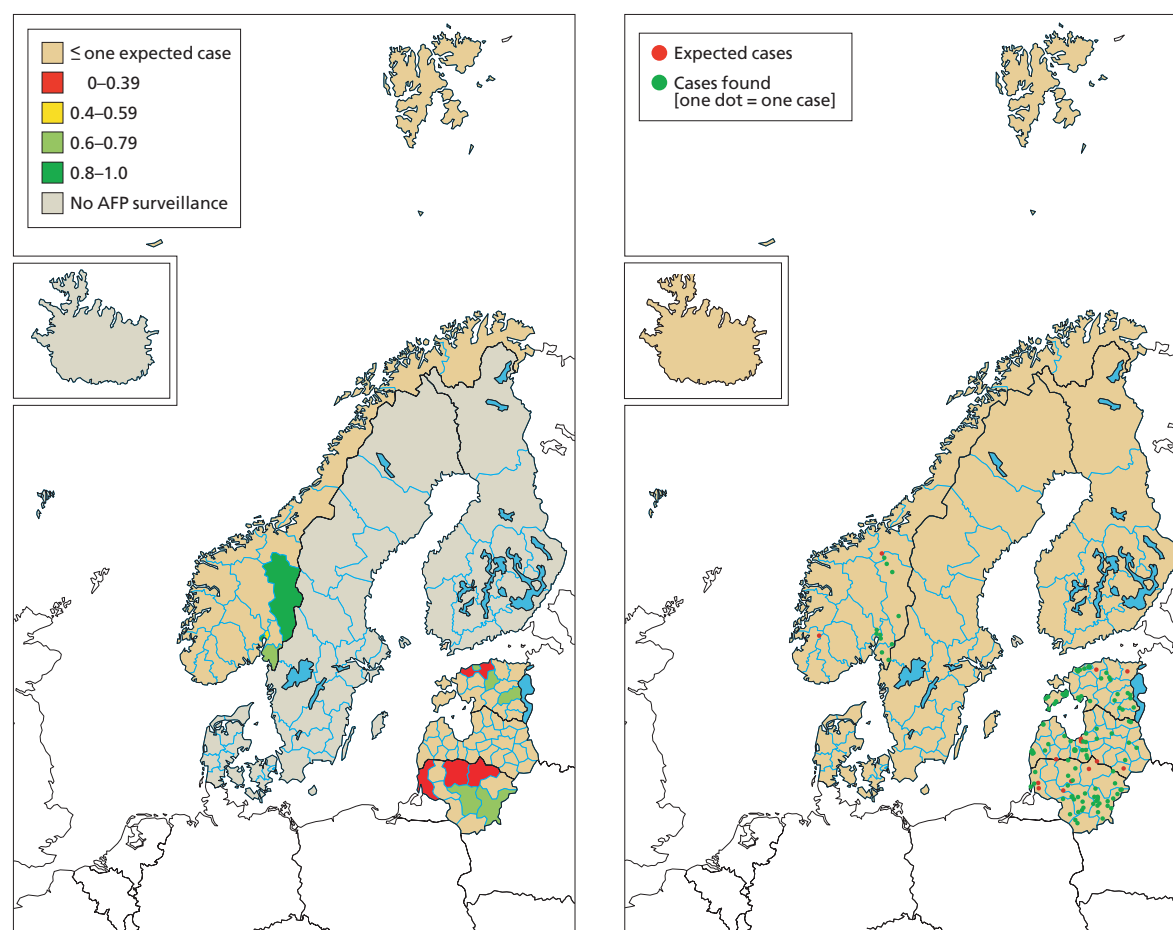 ≤ one expected case
0–0.39
0.4–0.59
0.6–0.79
0.8–1.0
No AFP surveillance
Expected cases
Cases found
[one dot = one case]